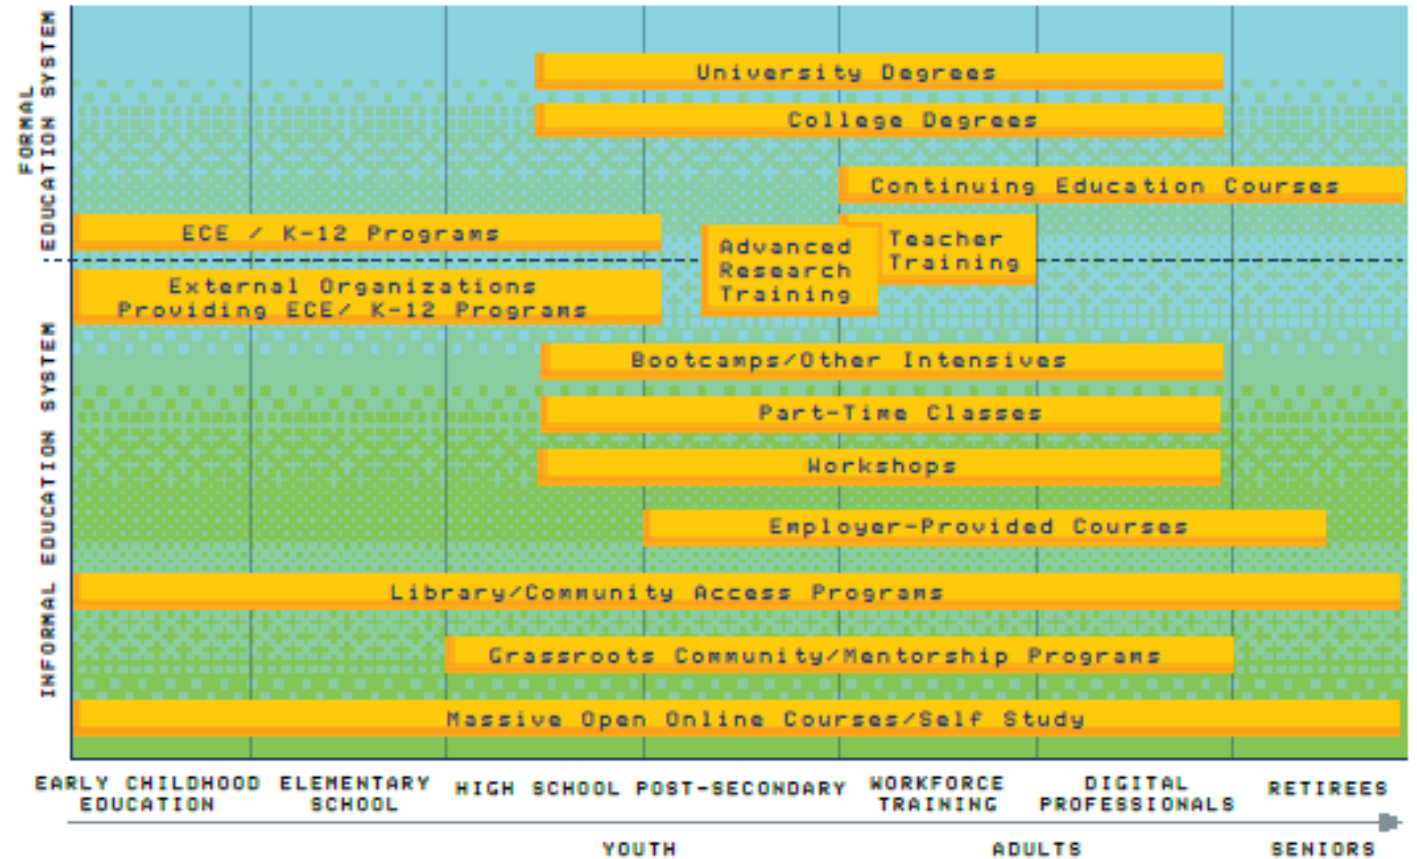 FORMAL
EDUCATION SYSTEM
INFORMAL EDUCATION SYSTEM
University Degrees
College Degrees
Continuing Education Courses
ECE / K-12 Programs
Advanced
Research
Training
Teacher
Training
External Organizations
Providing ECE/ K-12 Programs
Bootcamps/Other Intensives
Part-Time Classes
Workshops
Employer-Provided Courses
Library/Community Access Programs
Grassroots Community/Mentorship Programs
Massive Open Online Courses/Self Study
EARLY CHILDHOOD
EDUCATION
ELEMENTARY
SCHOOL
HIGH SCHOOL
POST-SECONDARY
WORKFORCE
TRAINING
DIGITAL
PROFESSIONALS
RETIREES
YOUTH
ADULTS
SENIORS